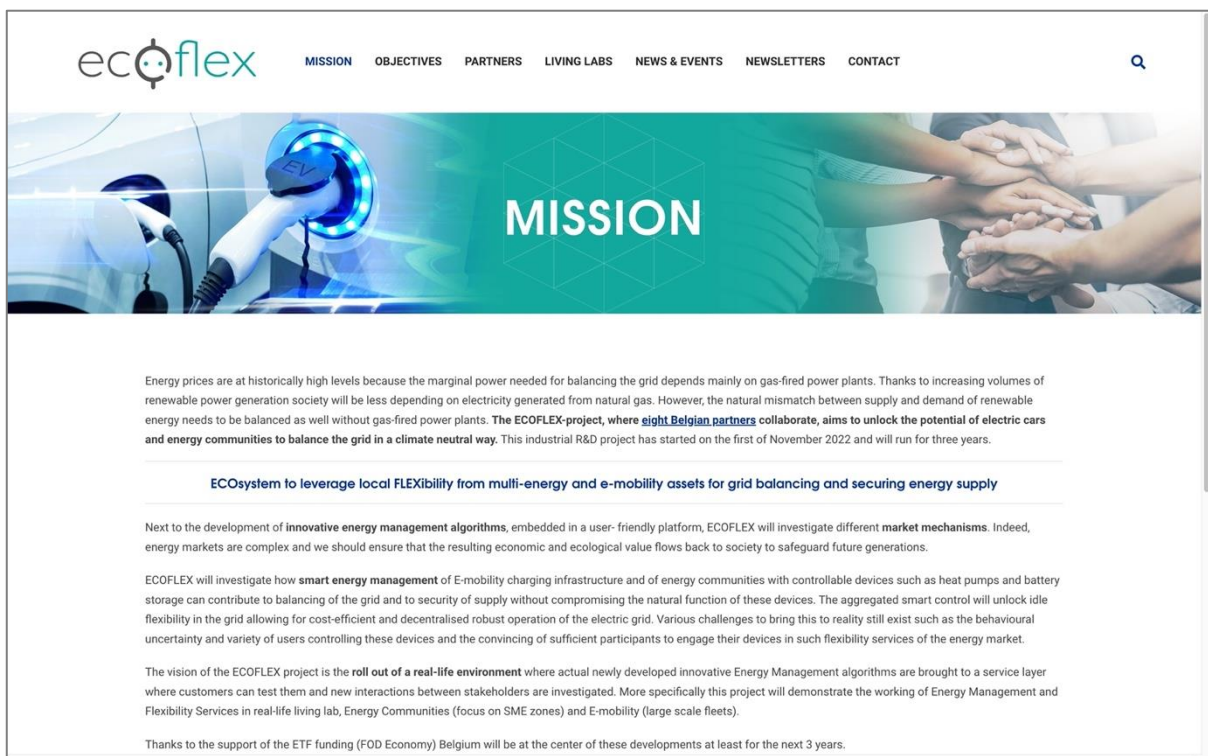 ecoflex
MISSION OBJECTIVES PARTNERS LIVING LABS NEWS & EVENTS NEWSLETTERS CONTACT
EV
MISSION
Energy prices are at historically high levels because the marginal power needed for balancing the grid depends mainly on gas-fired power plants. Thanks to increasing volumes of
renewable power generation society will be less depending on electricity generated from natural gas. However, the natural mismatch between supply and demand of renewable
energy needs to be balanced as well without gas-fired power plants. The ECOFLEX-project, where eight Belgian partners collaborate, aims to unlock the potential of electric cars
and energy communities to balance the grid in a climate neutral way. This industrial R&D project has started on the first of November 2022 and will run for three years.
ECOsystem to leverage local FLEXibility from multi-energy and e-mobility assets for grid balancing and securing energy supply
Next to the development of innovative energy management algorithms, embedded in a user- friendly platform, ECOFLEX will investigate different market mechanisms. Indeed,
energy markets are complex and we should ensure that the resulting economic and ecological value flows back to society to safeguard future generations.
ECOFLEX will investigate how smart energy management of E-mobility charging infrastructure and of energy communities with controllable devices such as heat pumps and battery
storage can contribute to balancing of the grid and to security of supply without compromising the natural function of these devices. The aggregated smart control will unlock idle
flexibility in the grid allowing for cost-efficient and decentralised robust operation of the electric grid. Various challenges to bring this to reality still exist such as the behavioural
uncertainty and variety of users controlling these devices and the convincing of sufficient participants to engage their devices in such flexibility services of the energy market.
The vision of the ECOFLEX project is the roll out of a real-life environment where actual newly developed innovative Energy Management algorithms are brought to a service layer
where customers can test them and new interactions between stakeholders are investigated. More specifically this project will demonstrate the working of Energy Management and
Flexibility Services in real-life living lab, Energy Communities (focus on SME zones) and E-mobility (large scale fleets).
Thanks to the support of the ETF funding (FOD Economy) Belgium will be at the center of these developments at least for the next 3 years.